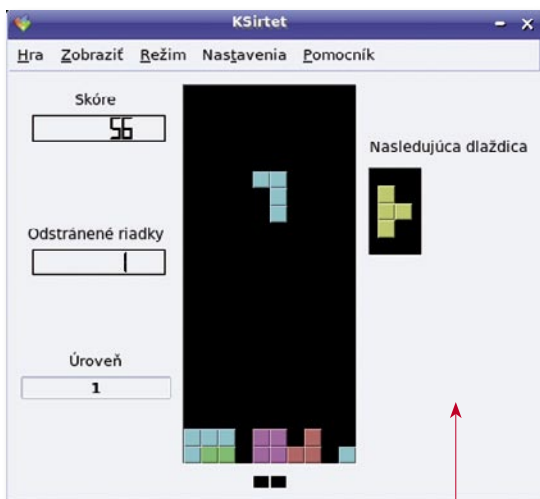 KSirtet
Hra Zobraziť Režim Nastavenia Pomocník
Skóre
56
Nasledujúca dlaždica
Odstránené riadky
1
Úroveň
1